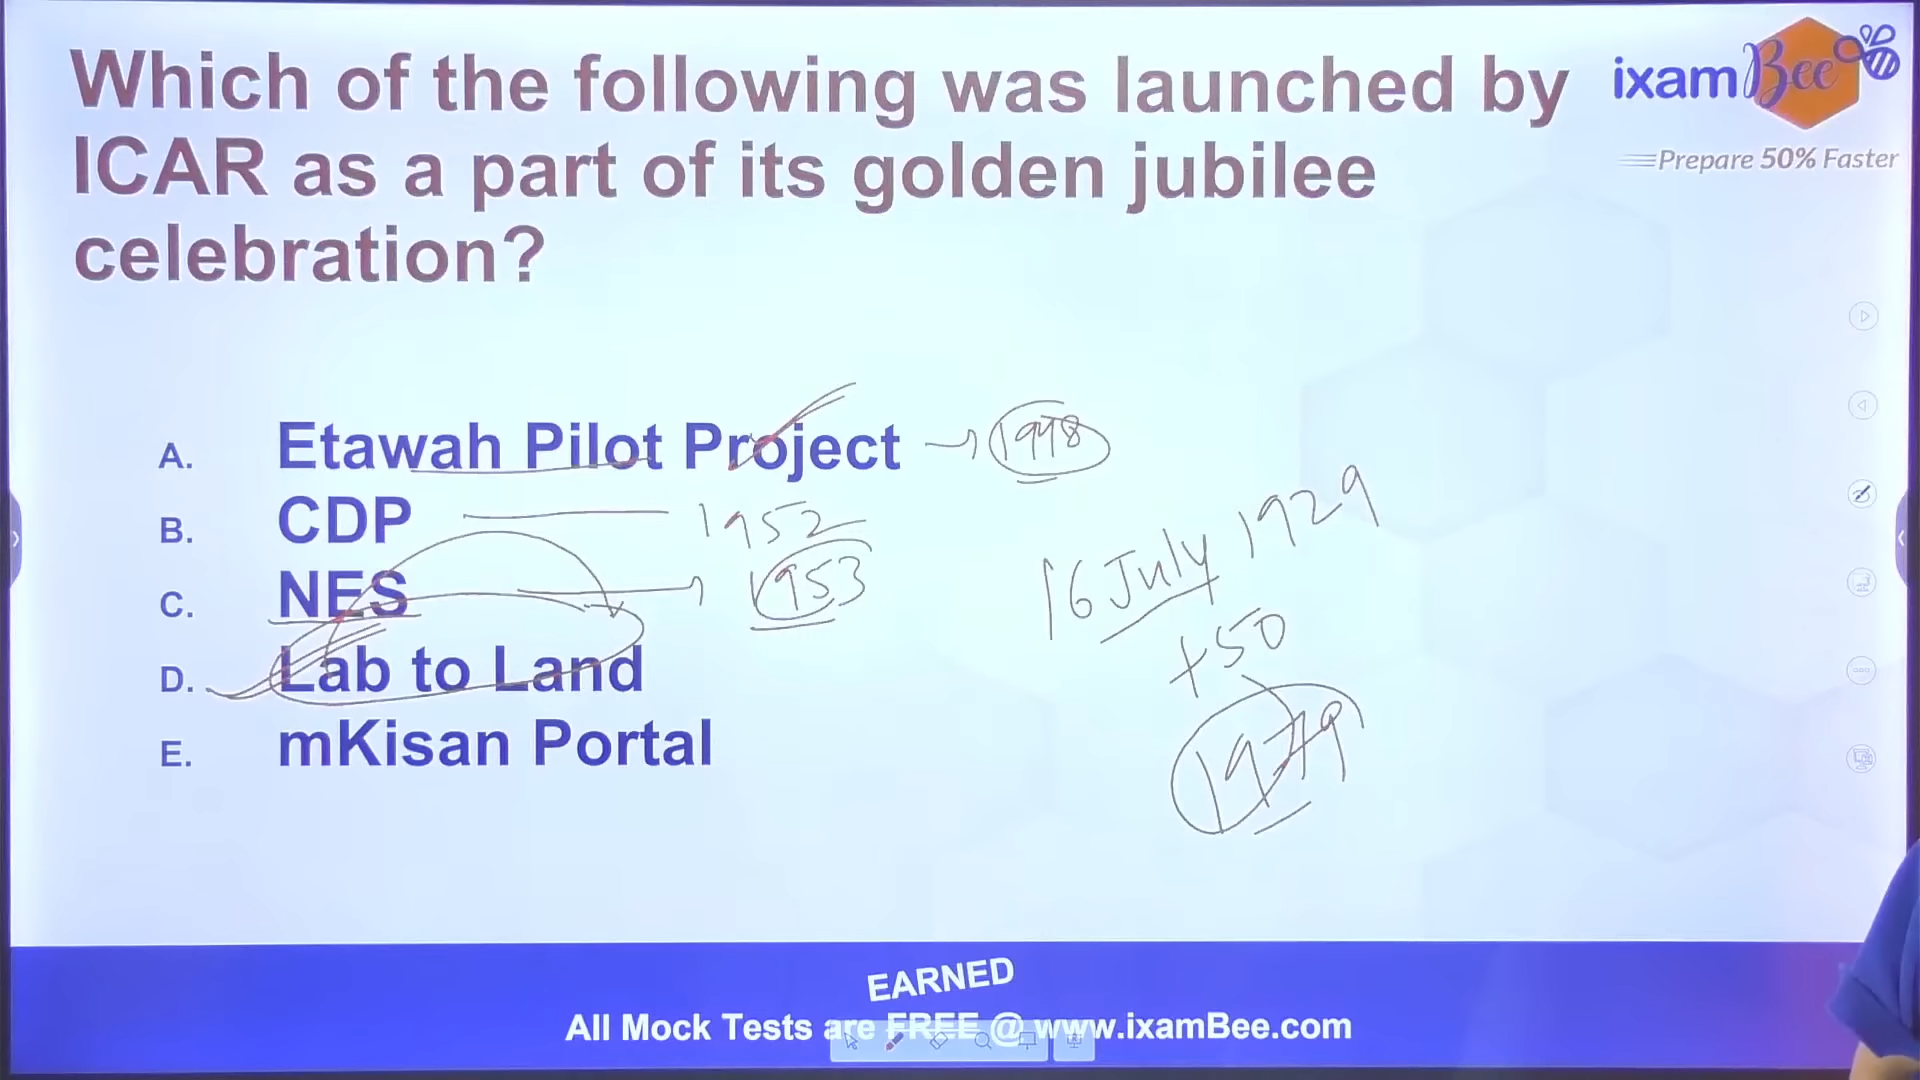 Which of the following was launched by
ICAR as a part of its golden jubilee
celebration?
ixamBee
Prepare 50% Faster
A. Etawah Pilot Project → 1948
B. CDP 1952
C. NES → 1953
D. Lab to Land
E. mKisan Portal
16 July 1929
+50
1979
EARNED
All Mock Tests are FREE @ www.ixamBee.com